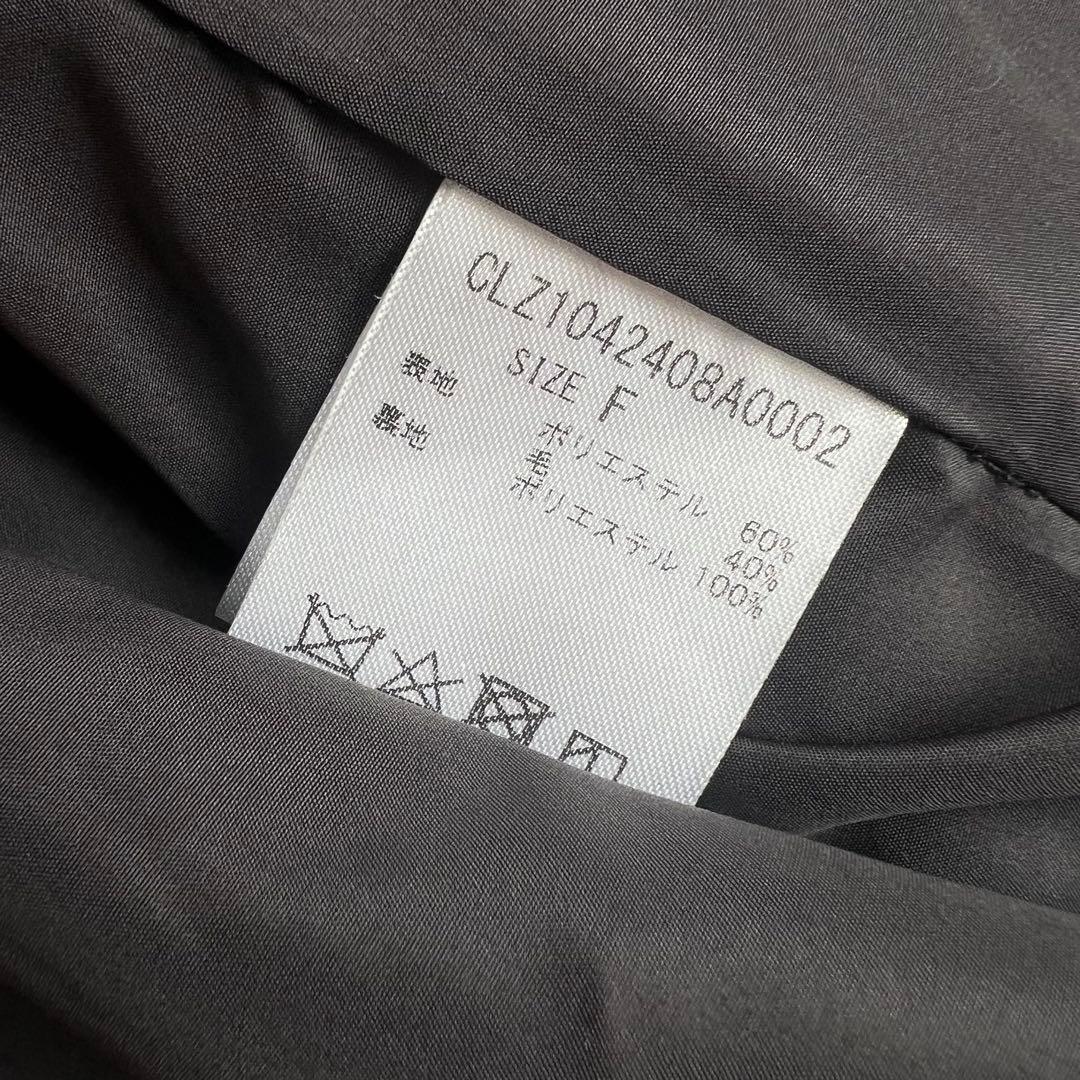 CLZ1042408A0002
SIZE F
表地 ポリエステル 60%
毛 40%
裏地 ポリエステル 100%